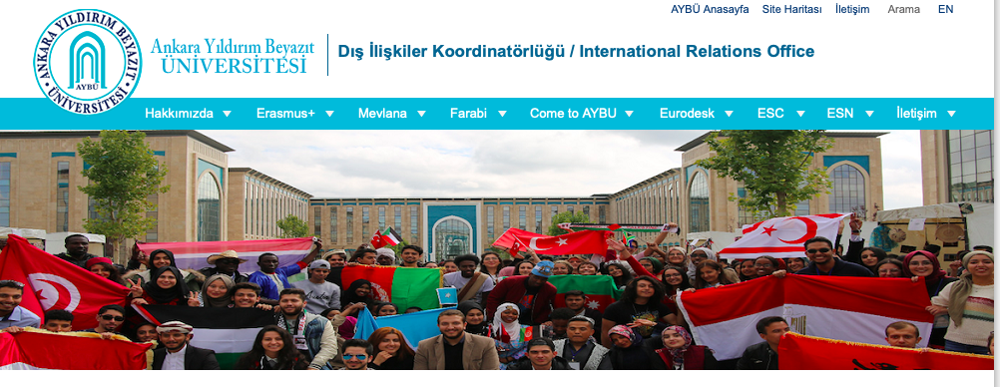 AYBÜ Anasayfa Site Haritası İletişim Arama EN
ANKARA YILDIRIM BEYAZIT ÜNİVERSİTESİ
AYBÜ
Ankara Yıldırım Beyazıt
ÜNİVERSİTESİ
Dış İlişkiler Koordinatörlüğü / International Relations Office
Hakkımızda Erasmus+ Mevlana Farabi Come to AYBU Eurodesk ESC ESN İletişim